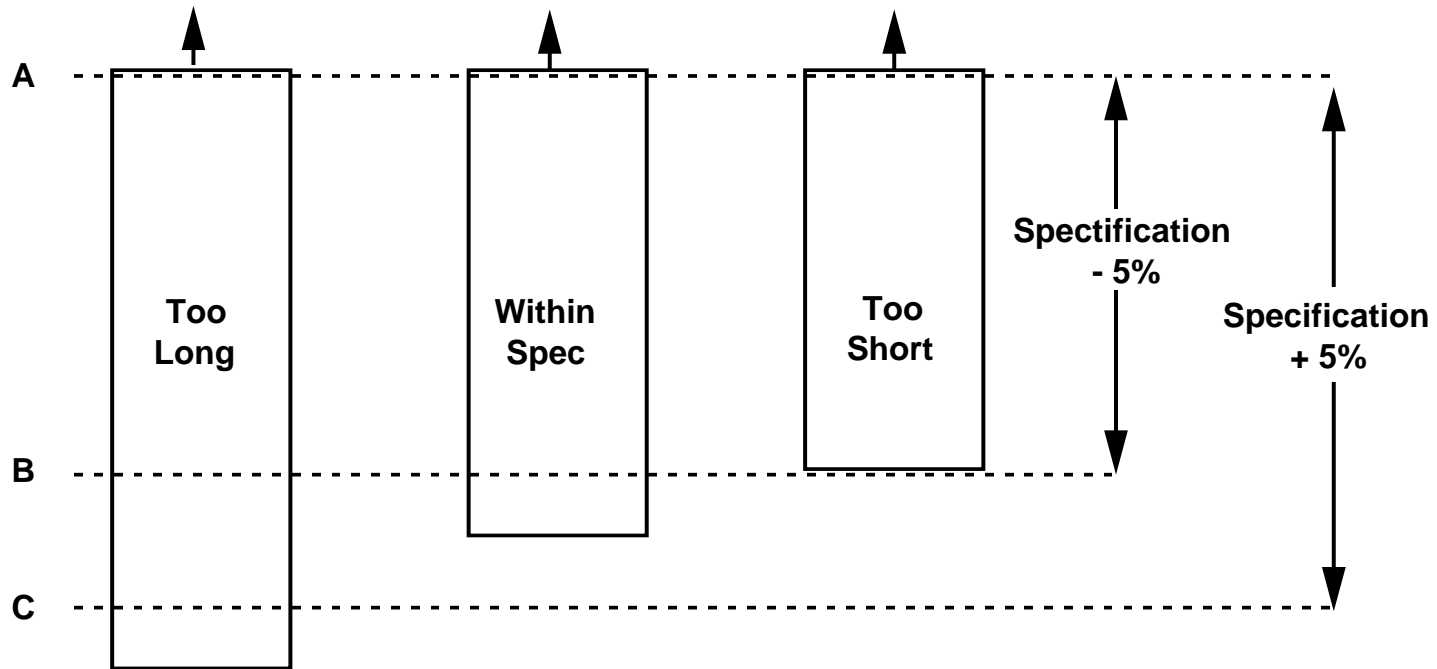 A
Too
Long
Within
Spec
Too
Short
Spectification
- 5%
Specification
+ 5%
B
C